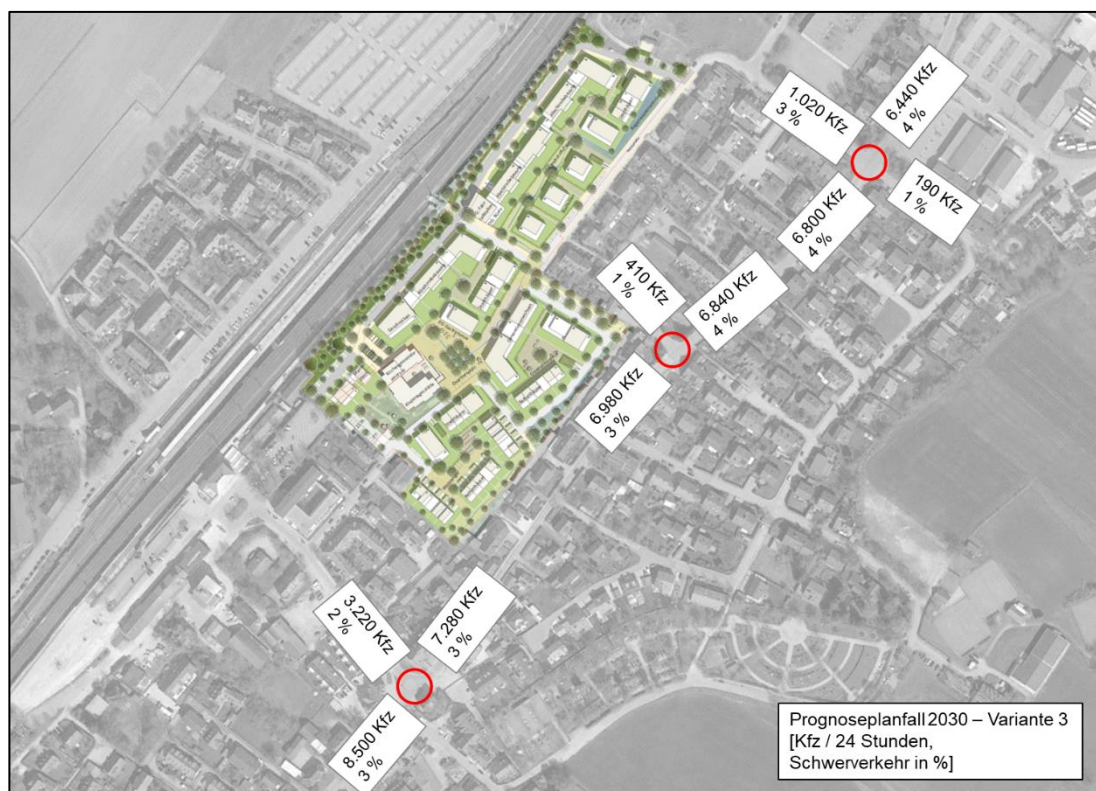 1.020 Kfz
3 %
6.440 Kfz
4 %
190 Kfz
1 %
6.800 Kfz
4 %
410 Kfz
1 %
6.840 Kfz
4 %
6.980 Kfz
3 %
3.220 Kfz
2 %
7.280 Kfz
3 %
8.500 Kfz
3 %
Prognoseplanfall 2030 – Variante 3
[Kfz / 24 Stunden,
Schwerverkehr in %]